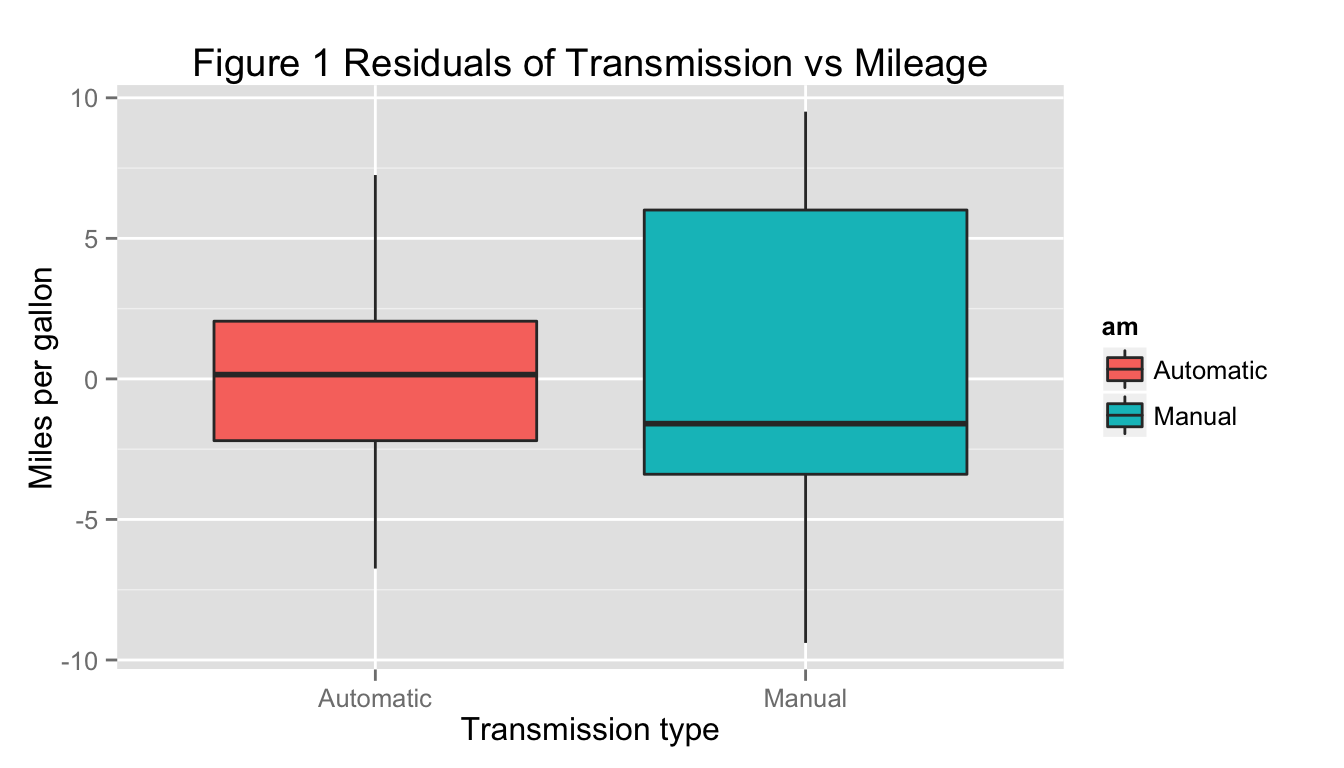 Figure 1 Residuals of Transmission vs Mileage
10
5
0
-5
-10
Miles per gallon
Automatic
Manual
Transmission type
am
Automatic
Manual